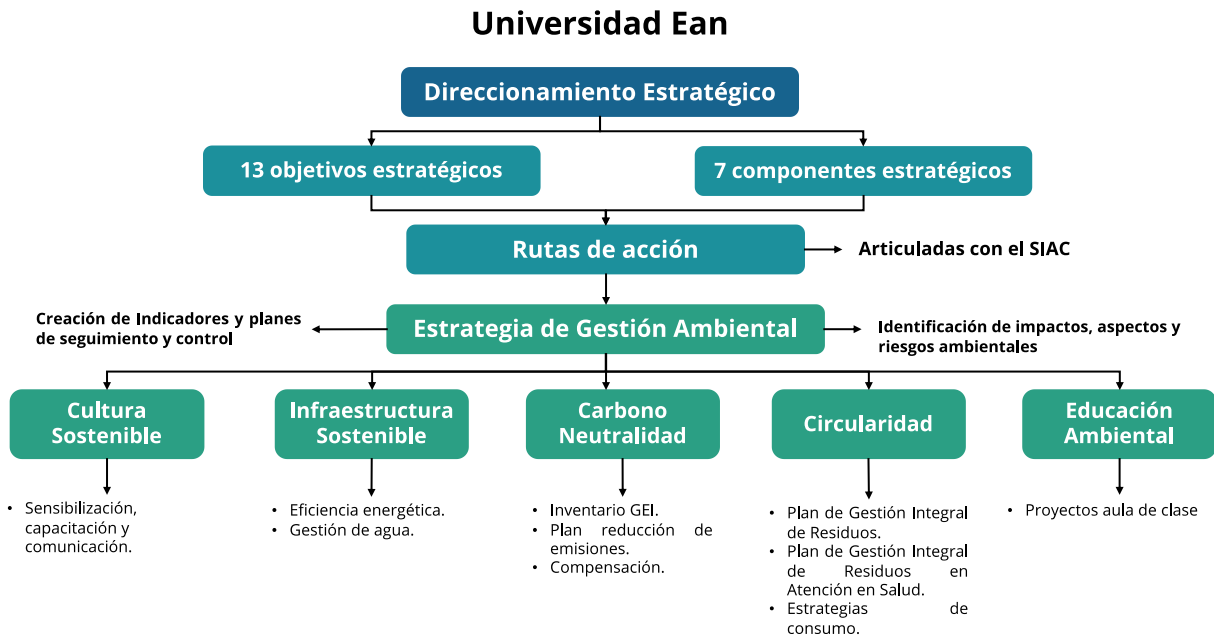 Universidad Ean
Direccionamiento Estratégico
13 objetivos estratégicos
7 componentes estratégicos
Rutas de acción
Articuladas con el SIAC
Creación de Indicadores y planes
de seguimiento y control
Estrategia de Gestión Ambiental
Identificación de impactos, aspectos y
riesgos ambientales
Cultura
Sostenible
Infraestructura
Sostenible
Carbono
Neutralidad
Circularidad
Educación
Ambiental
• Sensibilización,
capacitación y
comunicación.
• Eficiencia energética.
• Gestión de agua.
• Inventario GEI.
• Plan reducción de
emisiones.
• Compensación.
• Plan de Gestión Integral
de Residuos.
• Plan de Gestión Integral
de Residuos en
Atención en Salud.
• Estrategias de
consumo.
• Proyectos aula de clase